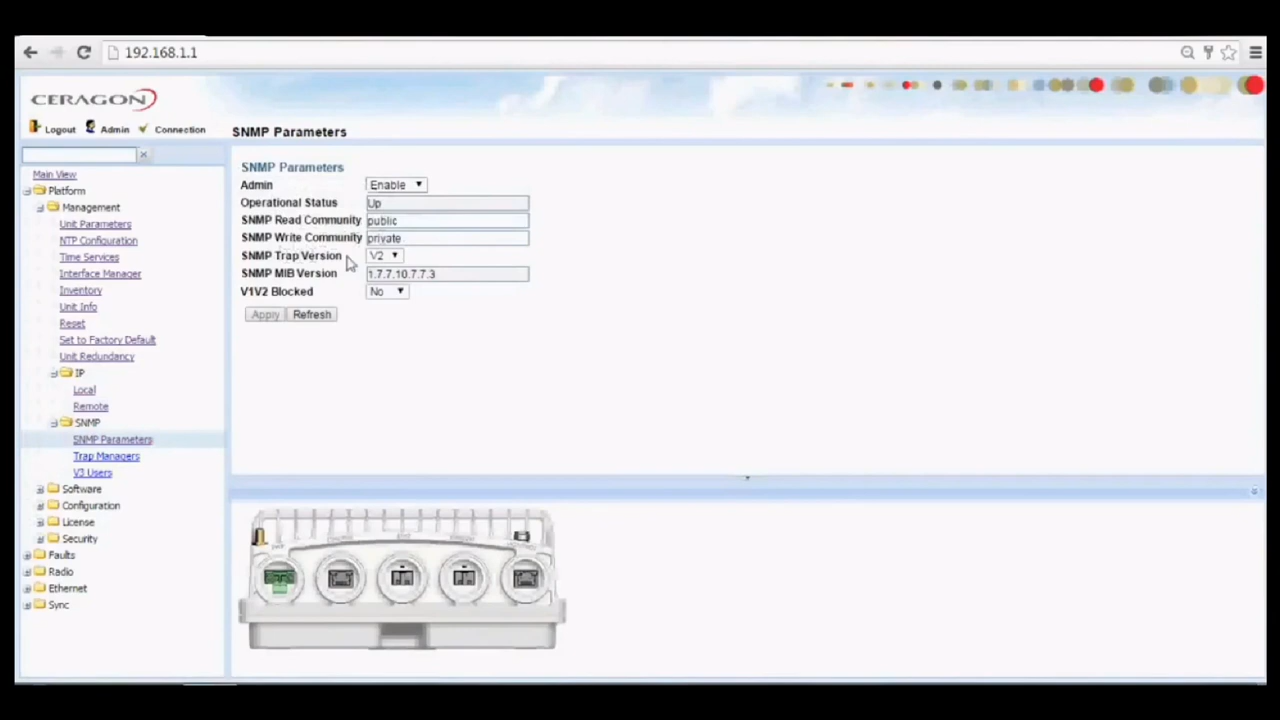 192.168.1.1
CERAGON
Logout Admin Connection
SNMP Parameters
Main View
Platform
Management
Unit Parameters
NTP Configuration
Time Services
Interface Manager
Inventory
Unit Info
Reset
Set to Factory Default
Unit Redundancy
IP
Local
Remote
SNMP
SNMP Parameters
Trap Managers
V3 Users
Software
Configuration
License
Security
Faults
Radio
Ethernet
Sync
SNMP Parameters
Admin Enable
Operational Status Up
SNMP Read Community public
SNMP Write Community private
SNMP Trap Version V2
SNMP MIB Version 1.7.7.10.7.7.3
V1V2 Blocked No
Apply Refresh